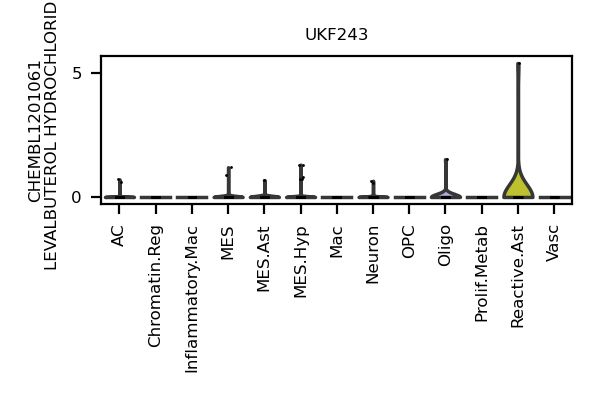 UKF243
CHEMBL1201061
LEVALBUTEROL HYDROCHLORID
5
0
AC
Chromatin.Reg
Inflammatory.Mac
MES
MES.Ast
MES.Hyp
Mac
Neuron
OPC
Oligo
Prolif.Metab
Reactive.Ast
Vasc